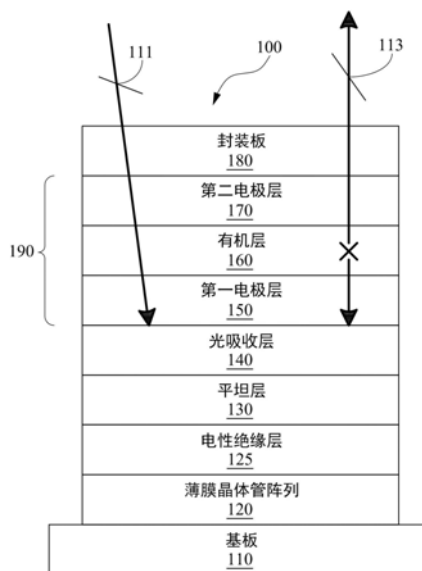 111
100
113
封装板
180
第二电极层
170
190
有机层
160
第一电极层
150
光吸收层
140
平坦层
130
电性绝缘层
125
薄膜晶体管阵列
120
基板
110